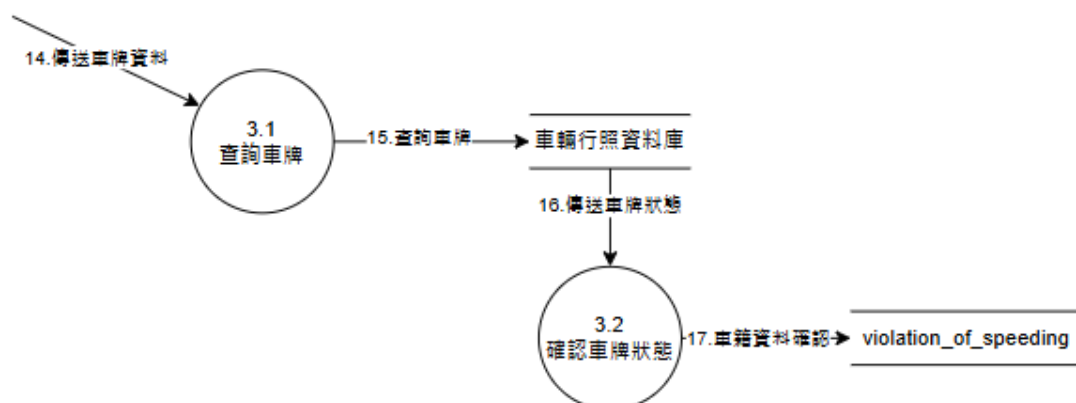 14.傳送車牌資料
3.1
查詢車牌
15.查詢車牌
車輛行照資料庫
16.傳送車牌狀態
3.2
確認車牌狀態
17.車籍資料確認
violation_of_speeding